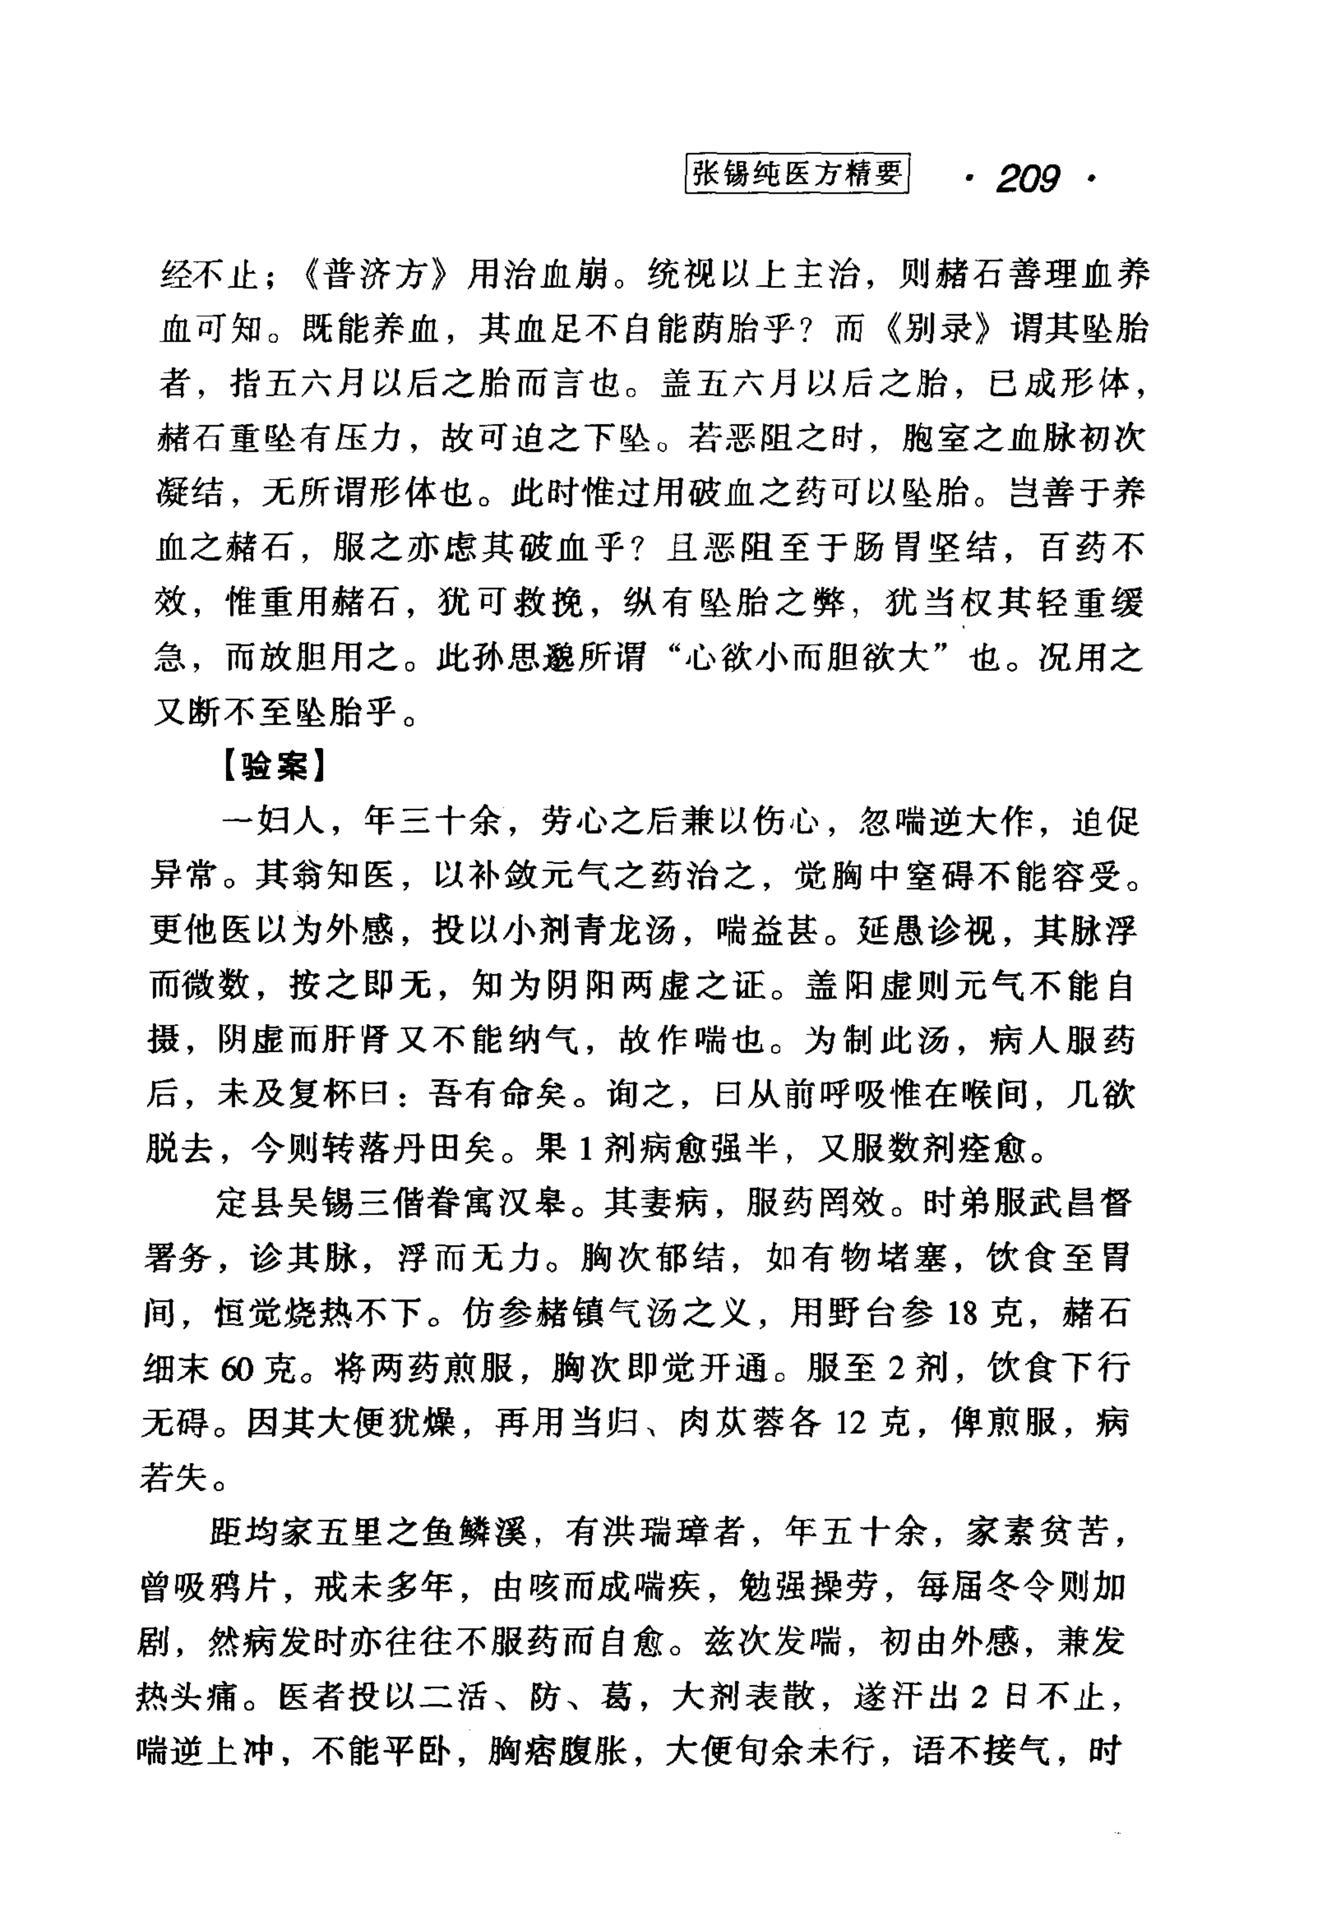 张锡纯医方精要 · 209 ·
经不止；《普济方》用治血崩。统视以上主治，则赭石善理血养
血可知。既能养血，其血足不自能荫胎乎？而《别录》谓其坠胎
者，指五六月以后之胎而言也。盖五六月以后之胎，已成形体，
赭石重坠有压力，故可迫之下坠。若恶阻之时，胞室之血脉初次
凝结，无所谓形体也。此时惟过用破血之药可以坠胎。岂善于养
血之赭石，服之亦虑其破血乎？且恶阻至于肠胃坚结，百药不
效，惟重用赭石，犹可救挽，纵有坠胎之弊，犹当权其轻重缓
急，而放胆用之。此孙思邈所谓“心欲小而胆欲大”也。况用之
又断不至坠胎乎。
【验案】
一妇人，年三十余，劳心之后兼以伤心，忽喘逆大作，迫促
异常。其翁知医，以补敛元气之药治之，觉胸中窒碍不能容受。
更他医以为外感，投以小剂青龙汤，喘益甚。延愚诊视，其脉浮
而微数，按之即无，知为阴阳两虚之证。盖阳虚则元气不能自
摄，阴虚而肝肾又不能纳气，故作喘也。为制此汤，病人服药
后，未及复杯曰：吾有命矣。询之，曰从前呼吸惟在喉间，几欲
脱去，今则转落丹田矣。果1剂病愈强半，又服数剂痊愈。
定县吴锡三偕眷寓汉皋。其妻病，服药罔效。时弟服武昌督
署务，诊其脉，浮而无力。胸次郁结，如有物堵塞，饮食至胃
间，恒觉烧热不下。仿参赭镇气汤之义，用野台参18克，赭石
细末60克。将两药煎服，胸次即觉开通。服至2剂，饮食下行
无碍。因其大便犹燥，再用当归、肉苁蓉各12克，俾煎服，病
若失。
距均家五里之鱼鳞溪，有洪瑞璋者，年五十余，家素贫苦，
曾吸鸦片，戒未多年，由咳而成喘疾，勉强操劳，每届冬令则加
剧，然病发时亦往往不服药而自愈。兹次发喘，初由外感，兼发
热头痛。医者投以二活、防、葛，大剂表散，遂汗出2日不止，
喘逆上冲，不能平卧，胸痞腹胀，大便旬余未行，语不接气，时